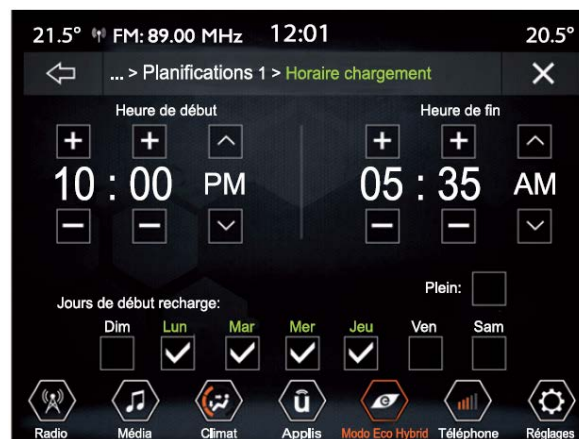 21.5° FM: 89.00 MHz 12:01 20.5°
... > Planifications 1 > Horaire chargement
Heure de début Heure de fin
10 : 00 PM 05 : 35 AM
Plein:
Jours de début recharge:
Dim Lun Mar Mer Jeu Ven Sam
Radio Média Climat Applis Modo Eco Hybrid Téléphone Réglages